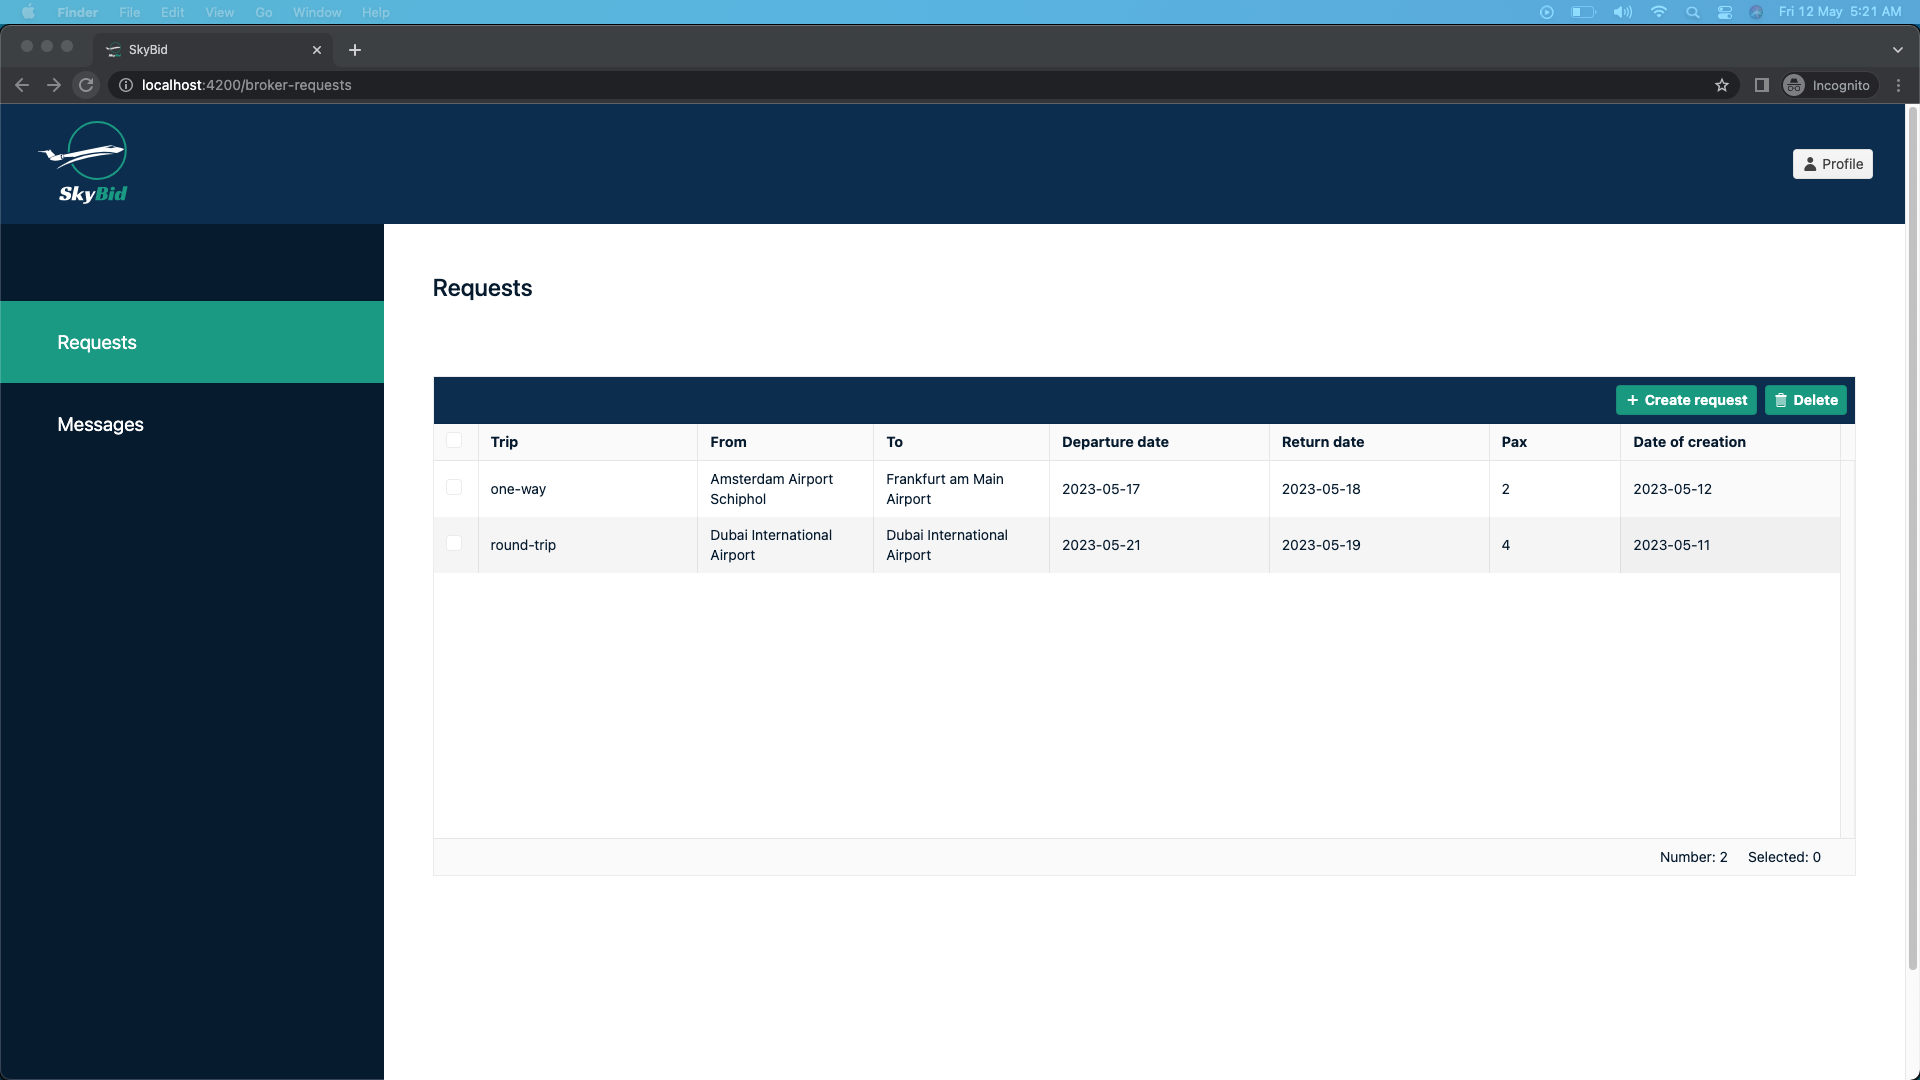 Finder File Edit View Go Window Help Fri 12 May 5:21 AM
SkyBid
localhost:4200/broker-requests Incognito
SkyBid
Profile
Requests
Requests
Messages
Create request Delete
Trip From To Departure date Return date Pax Date of creation
one-way Amsterdam Airport Schiphol Frankfurt am Main Airport 2023-05-17 2023-05-18 2 2023-05-12
round-trip Dubai International Airport Dubai International Airport 2023-05-21 2023-05-19 4 2023-05-11
Number: 2 Selected: 0